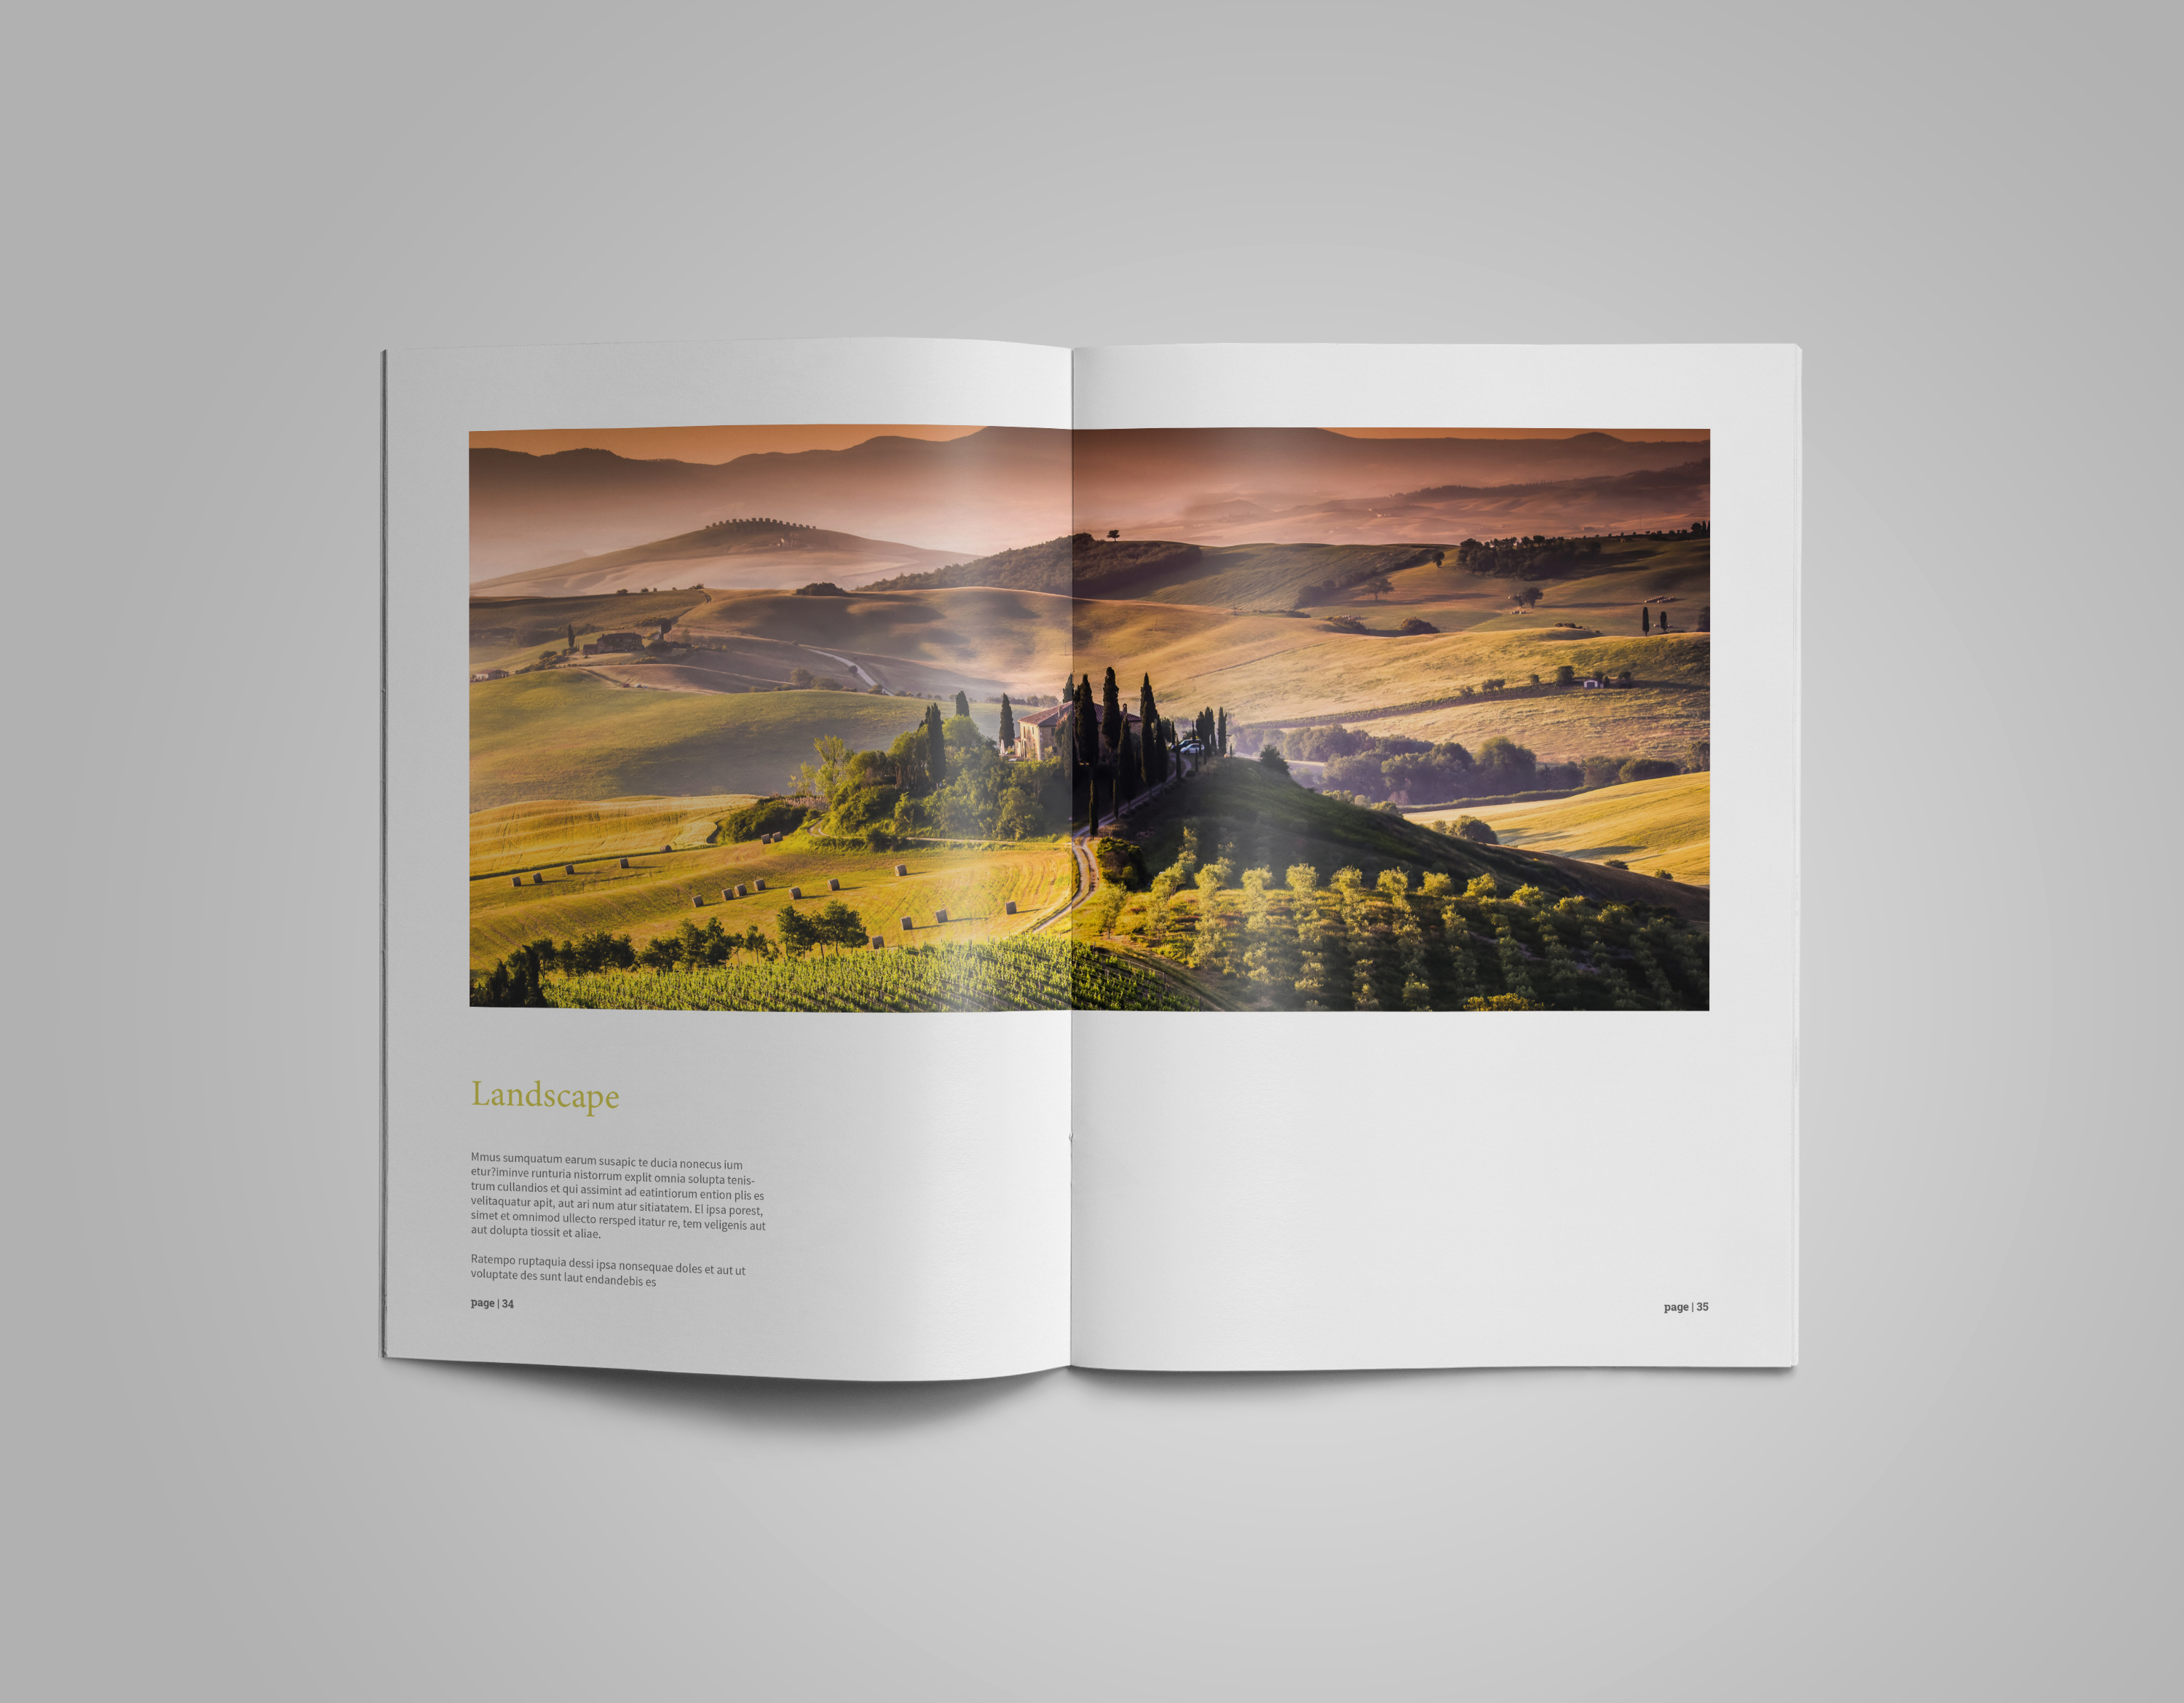 Landscape
Mmus sumquatum earum susapic te ducia nonecus ium
etur?iminve runturia nistorrum explit omnia solupta tenis-
trum cullandios et qui assimint ad eatintiorum ention plis es
velitaquatur apit, aut ari num atur sitiatatem. El ipsa porest,
simet et omnimod ullecto rersped itatur re, tem veligenis aut
aut dolupta tiossit et aliae.
Ratempo ruptaquia dessi ipsa nonsequae doles et aut ut
voluptate des sunt laut endandebis es
page | 34
page | 35